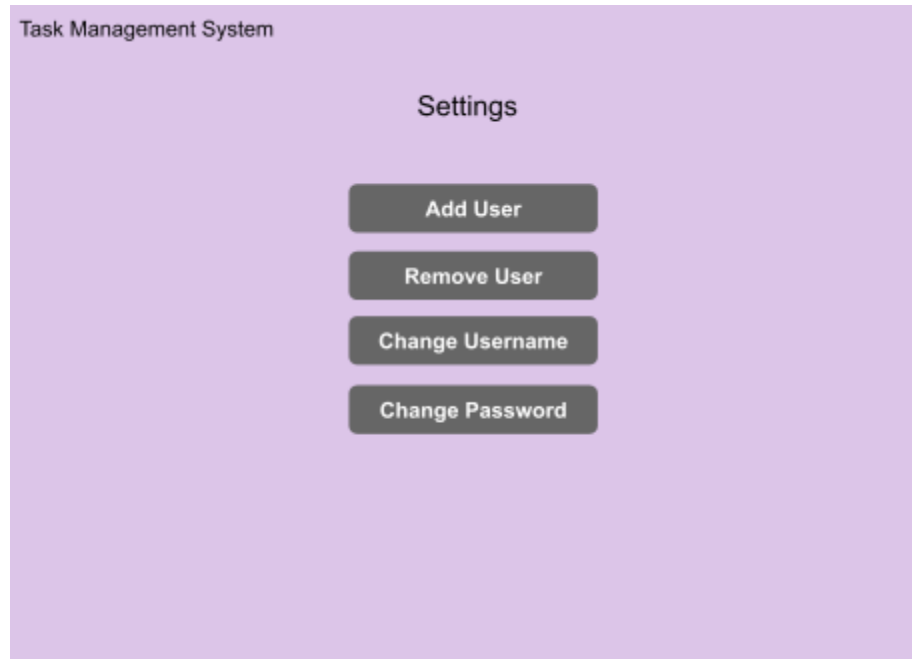 Task Management System
Settings
Add User
Remove User
Change Username
Change Password